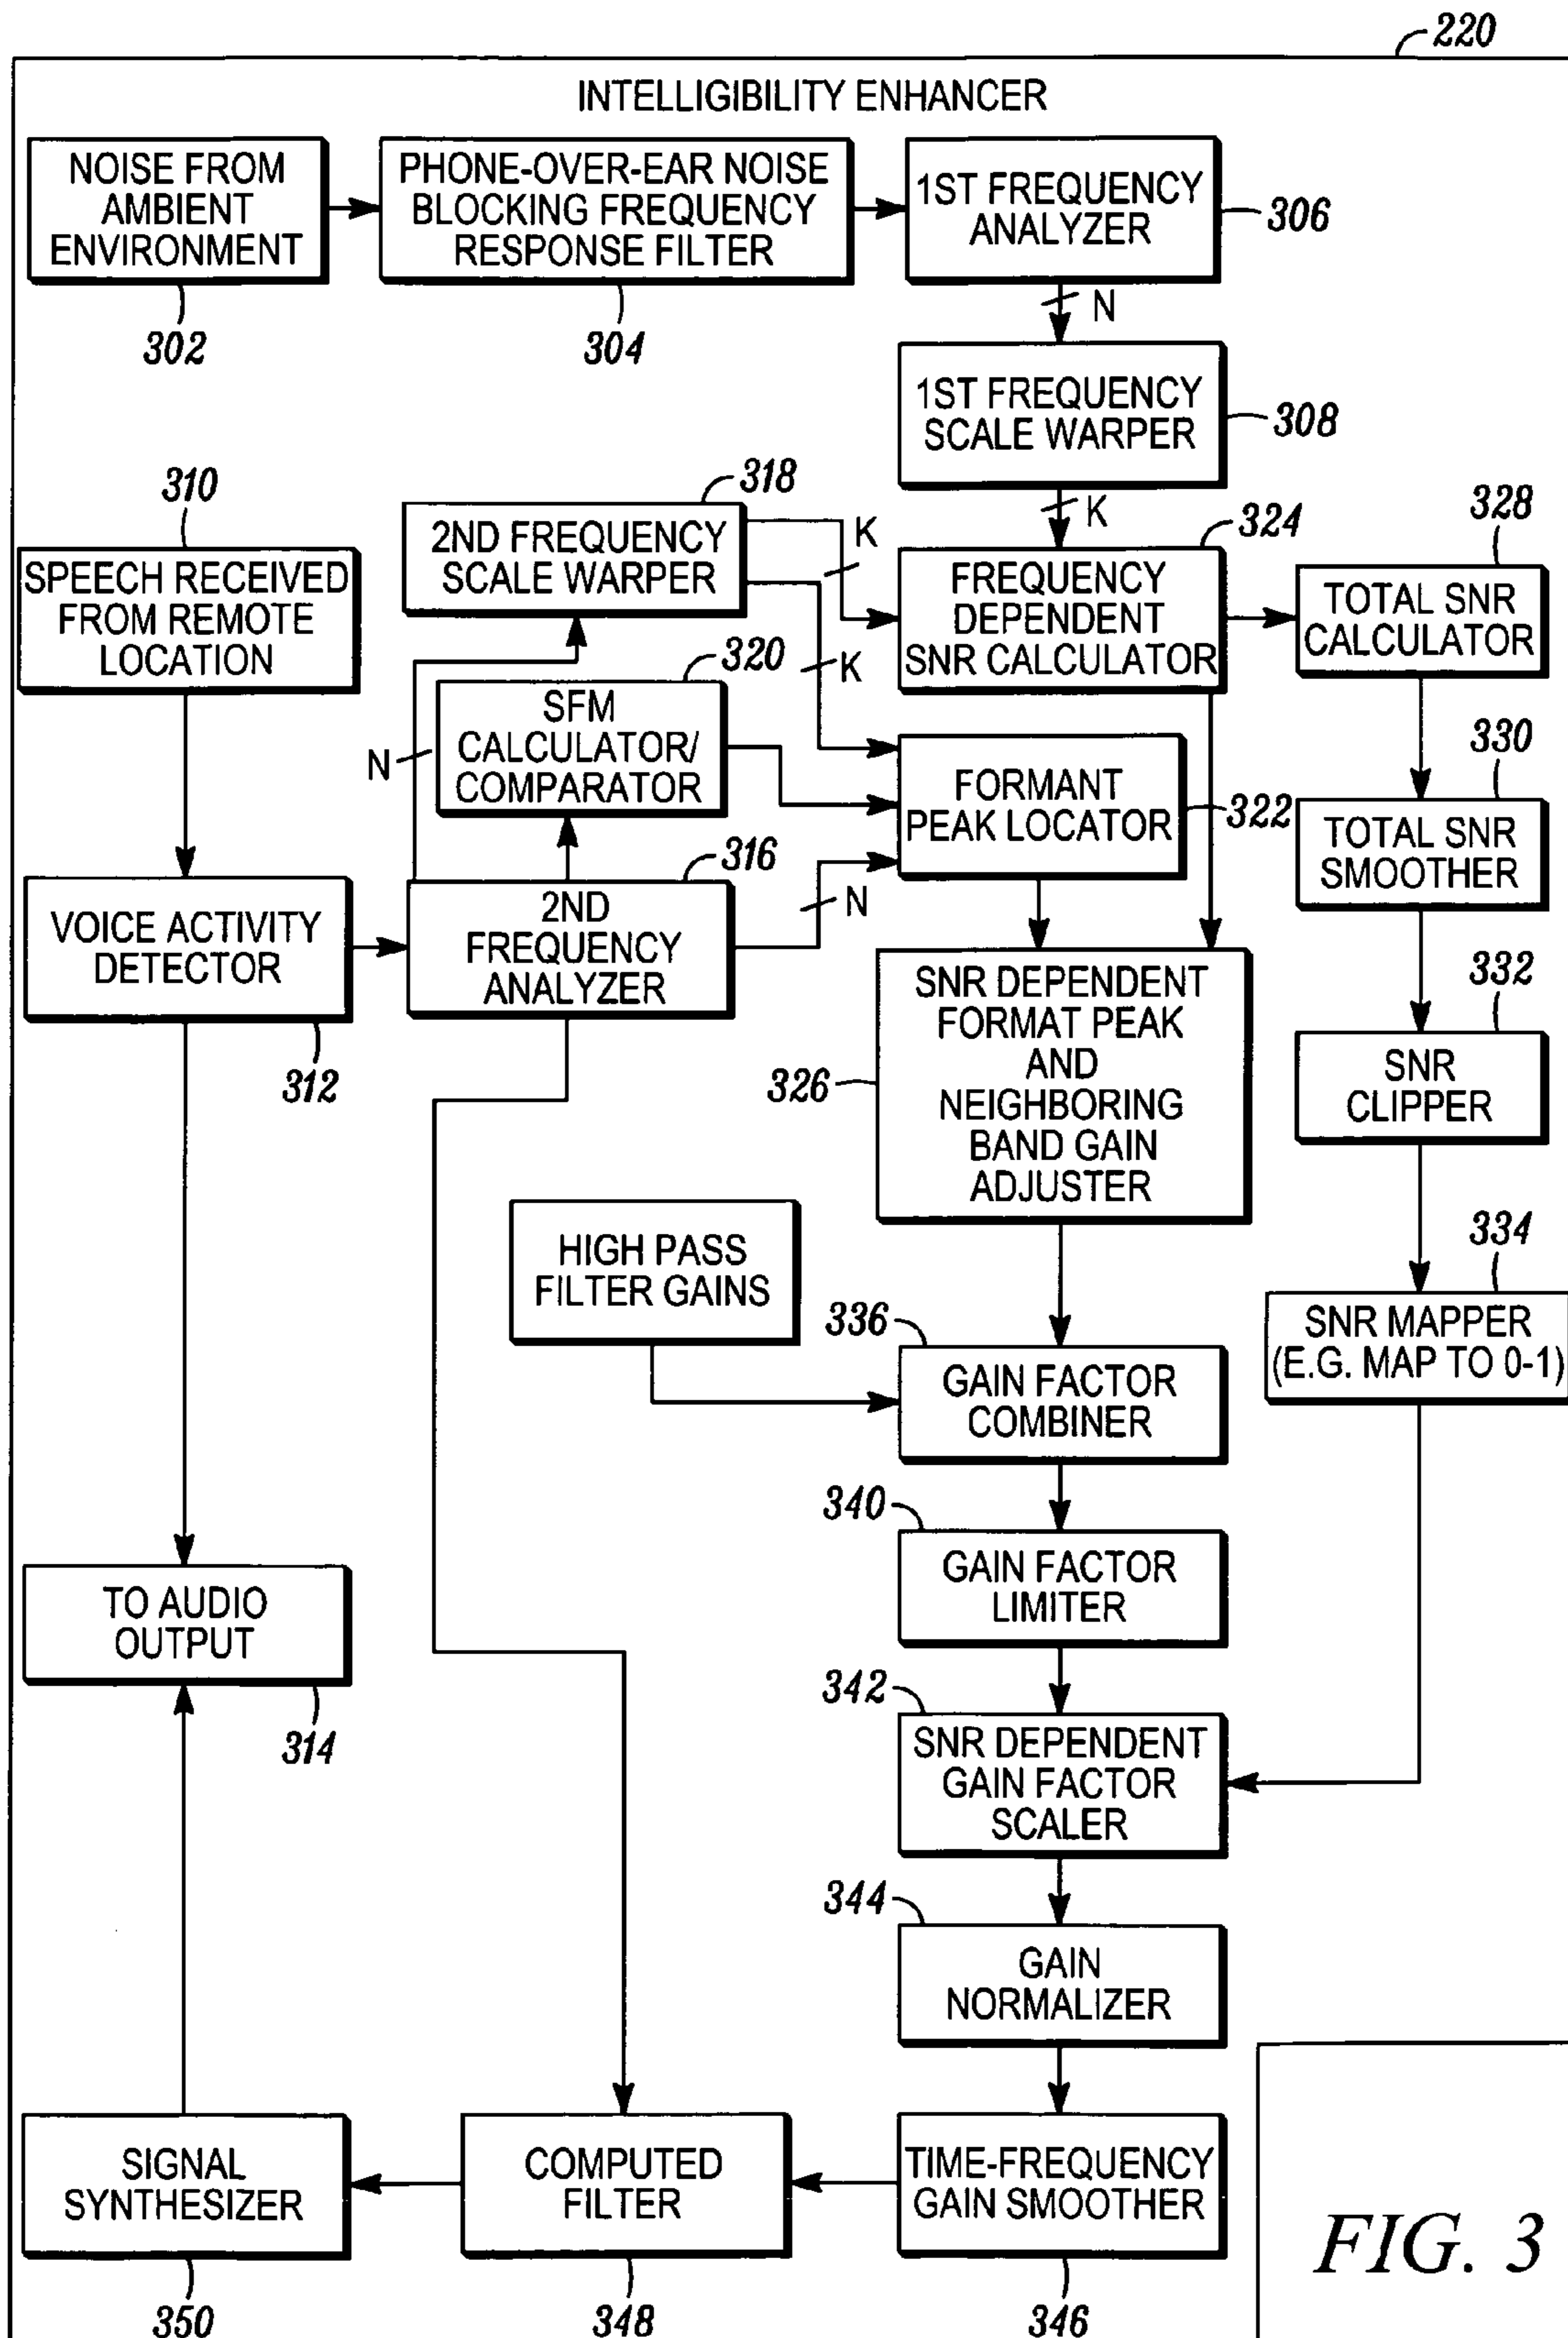 220
INTELLIGIBILITY ENHANCER
NOISE FROM
AMBIENT
ENVIRONMENT
302
PHONE-OVER-EAR NOISE
BLOCKING FREQUENCY
RESPONSE FILTER
304
1ST FREQUENCY
ANALYZER
306
N
1ST FREQUENCY
SCALE WARPER
308
K
310
SPEECH RECEIVED
FROM REMOTE
LOCATION
318
2ND FREQUENCY
SCALE WARPER
K
K
324
FREQUENCY
DEPENDENT
SNR CALCULATOR
328
TOTAL SNR
CALCULATOR
320
SFM
CALCULATOR/
COMPARATOR
N
FORMANT
PEAK LOCATOR
322
330
TOTAL SNR
SMOOTHER
VOICE ACTIVITY
DETECTOR
312
316
2ND
FREQUENCY
ANALYZER
N
SNR DEPENDENT
FORMAT PEAK
AND
NEIGHBORING
BAND GAIN
ADJUSTER
326
332
SNR
CLIPPER
HIGH PASS
FILTER GAINS
334
SNR MAPPER
(E.G. MAP TO 0-1)
336
GAIN FACTOR
COMBINER
340
GAIN FACTOR
LIMITER
TO AUDIO
OUTPUT
314
342
SNR DEPENDENT
GAIN FACTOR
SCALER
344
GAIN
NORMALIZER
SIGNAL
SYNTHESIZER
350
COMPUTED
FILTER
348
TIME-FREQUENCY
GAIN SMOOTHER
346
FIG. 3